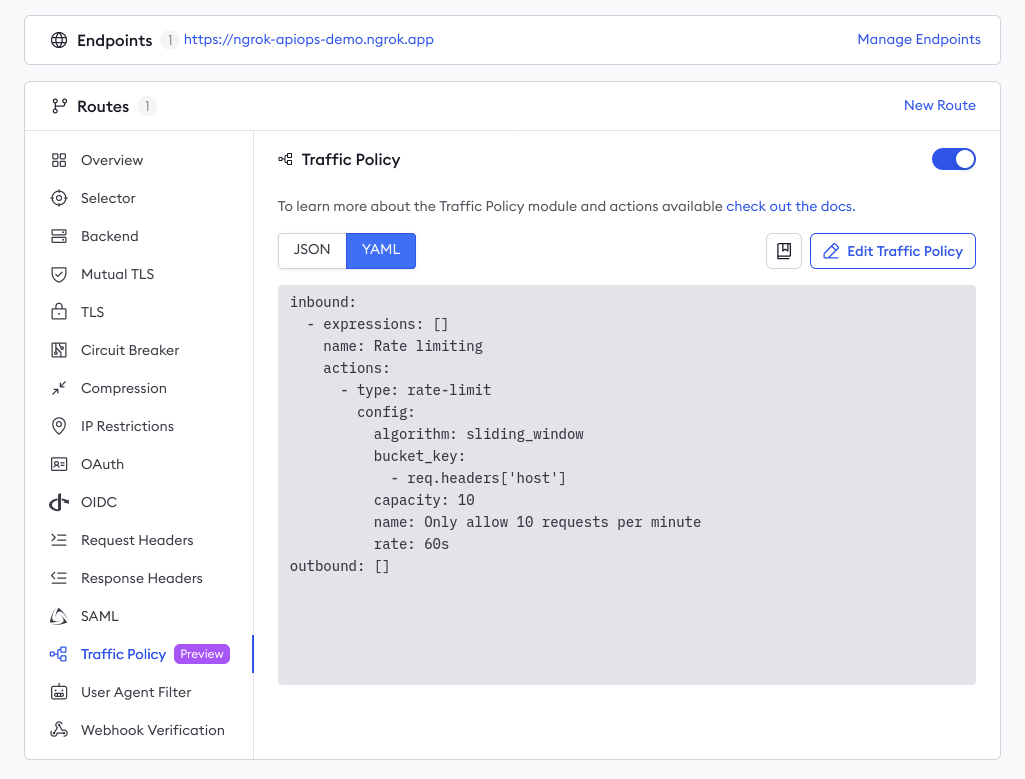 Endpoints 1 https://ngrok-apiops-demo.ngrok.app Manage Endpoints
Routes 1 New Route
Overview
Selector
Backend
Mutual TLS
TLS
Circuit Breaker
Compression
IP Restrictions
OAuth
OIDC
Request Headers
Response Headers
SAML
Traffic Policy Preview
User Agent Filter
Webhook Verification
Traffic Policy
To learn more about the Traffic Policy module and actions available check out the docs.
JSON YAML Edit Traffic Policy
inbound:
  - expressions: []
    name: Rate limiting
    actions:
      - type: rate-limit
        config:
          algorithm: sliding_window
          bucket_key:
            - req.headers['host']
          capacity: 10
          name: Only allow 10 requests per minute
          rate: 60s
outbound: []